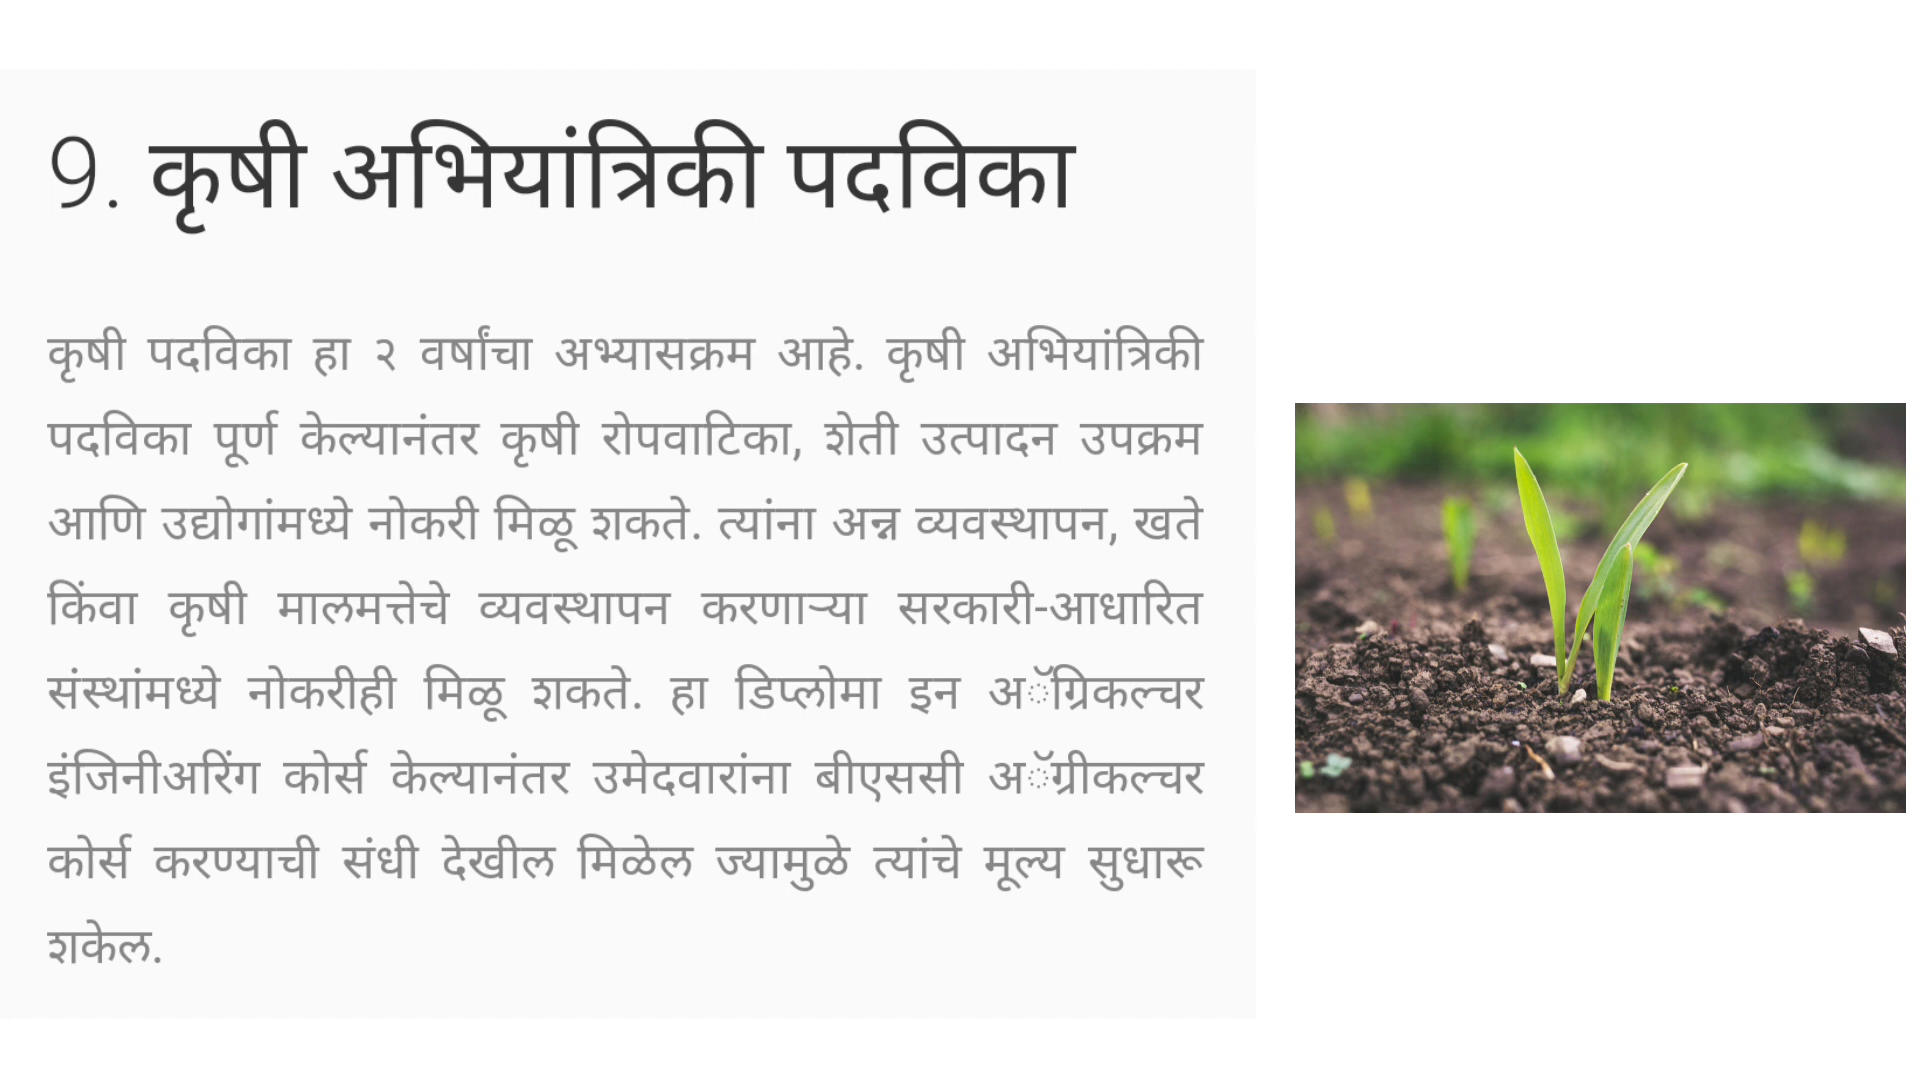 9. कृषी अभियांत्रिकी पदविका
कृषी पदविका हा २ वर्षांचा अभ्यासक्रम आहे. कृषी अभियांत्रिकी
पदविका पूर्ण केल्यानंतर कृषी रोपवाटिका, शेती उत्पादन उपक्रम
आणि उद्योगांमध्ये नोकरी मिळू शकते. त्यांना अन्न व्यवस्थापन, खते
किंवा कृषी मालमत्तेचे व्यवस्थापन करणाऱ्या सरकारी-आधारित
संस्थांमध्ये नोकरीही मिळू शकते. हा डिप्लोमा इन अॅग्रिकल्चर
इंजिनीअरिंग कोर्स केल्यानंतर उमेदवारांना बीएससी अॅग्रीकल्चर
कोर्स करण्याची संधी देखील मिळेल ज्यामुळे त्यांचे मूल्य सुधारू
शकेल.